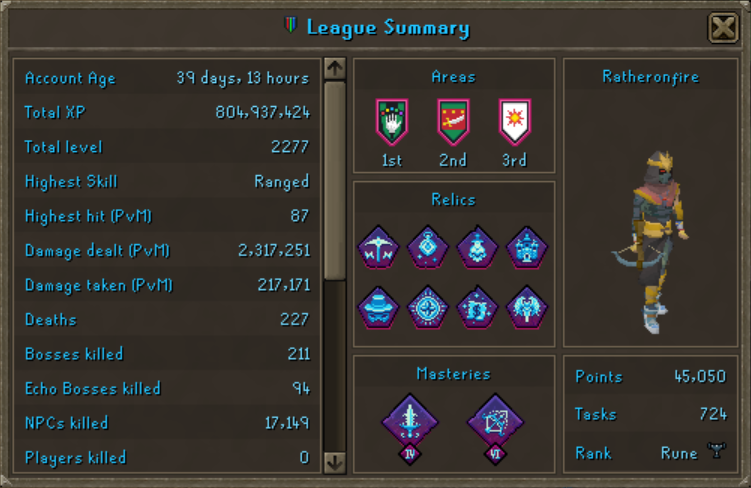 League Summary
Account Age 39 days, 13 hours
Total XP 804,937,424
Total level 2277
Highest Skill Ranged
Highest hit (PvM) 87
Damage dealt (PvM) 2,317,251
Damage taken (PvM) 217,171
Deaths 227
Bosses killed 211
Echo Bosses killed 94
NPCs killed 17,149
Players killed 0
Areas
1st 2nd 3rd
Relics
Masteries
IV VI
Ratheronfire
Points 45,050
Tasks 724
Rank Rune